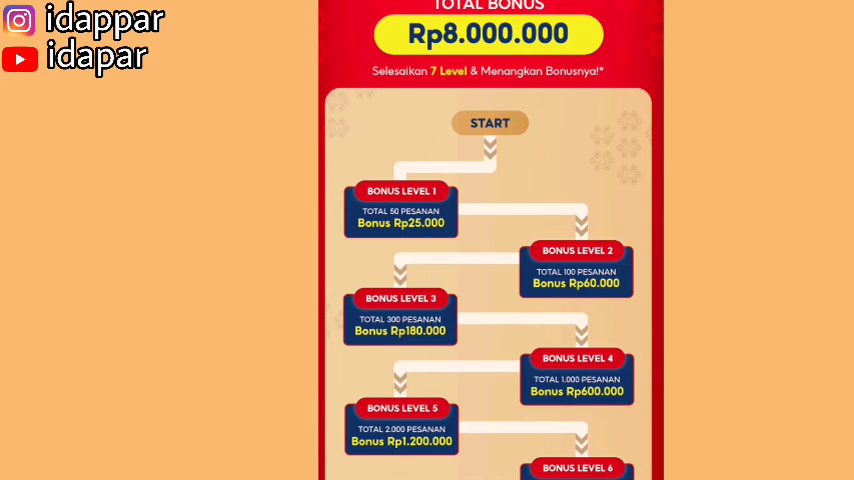 idappar
idapar
TOTAL BONUS
Rp8.000.000
Selesaikan 7 Level & Menangkan Bonusnya!*
START
BONUS LEVEL 1
TOTAL 50 PESANAN
Bonus Rp25.000
BONUS LEVEL 2
TOTAL 100 PESANAN
Bonus Rp60.000
BONUS LEVEL 3
TOTAL 300 PESANAN
Bonus Rp180.000
BONUS LEVEL 4
TOTAL 1.000 PESANAN
Bonus Rp600.000
BONUS LEVEL 5
TOTAL 2.000 PESANAN
Bonus Rp1.200.000
BONUS LEVEL 6